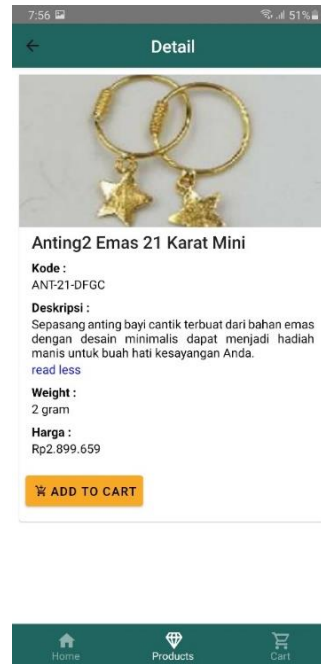 7:56 51%
Detail
Anting2 Emas 21 Karat Mini
Kode :
ANT-21-DFGC
Deskripsi :
Sepasang anting bayi cantik terbuat dari bahan emas
dengan desain minimalis dapat menjadi hadiah
manis untuk buah hati kesayangan Anda.
read less
Weight :
2 gram
Harga :
Rp2.899.659
ADD TO CART
Home Products Cart